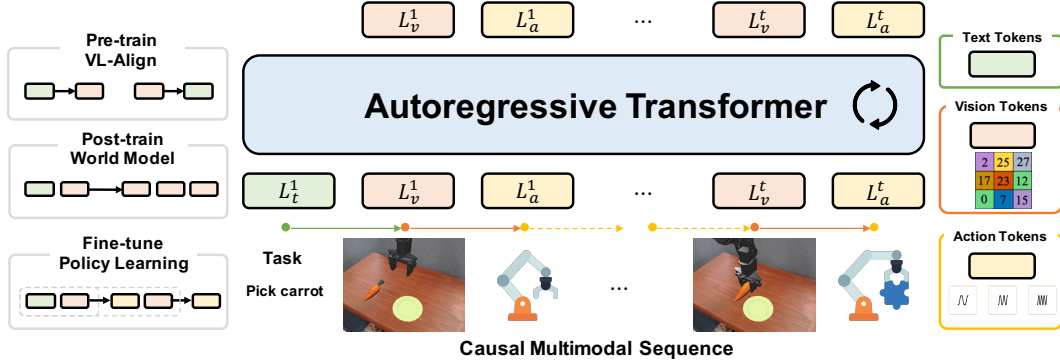 Pre-train
VL-Align
Post-train
World Model
Fine-tune
Policy Learning
L_v^1 L_a^1 ... L_v^t L_a^t
Autoregressive Transformer
L_t^1 L_v^1 L_a^1 ... L_v^t L_a^t
Task
Pick carrot
...
Causal Multimodal Sequence
Text Tokens
Vision Tokens
2 25 27
17 23 12
0 7 15
Action Tokens